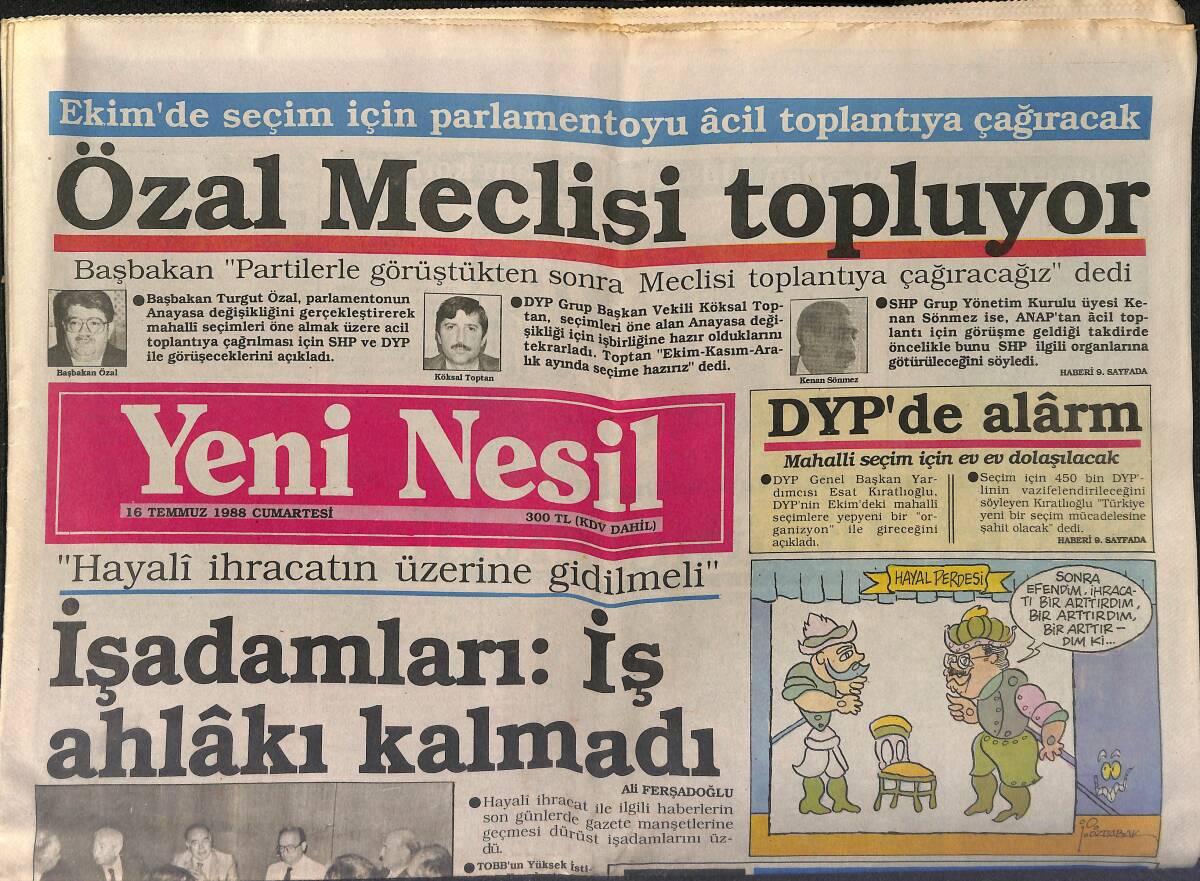 Ekim'de seçim için parlamentoyu âcil toplantıya çağıracak
Özal Meclisi topluyor
Başbakan "Partilerle görüştükten sonra Meclisi toplantıya çağıracağız" dedi
Başbakan Özal
●Başbakan Turgut Özal, parlamentonun
Anayasa değişikliğini gerçekleştirerek
mahalli seçimleri öne almak üzere acil
toplantıya çağrılması için SHP ve DYP
ile görüşeceklerini açıkladı.
Köksal Toptan
●DYP Grup Başkan Vekili Köksal Top-
tan, seçimleri öne alan Anayasa deği-
şikliği için işbirliğine hazır olduklarını
tekrarladı. Toptan "Ekim-Kasım-Ara-
lık ayında seçime hazırız" dedi.
Kenan Sönmez
●SHP Grup Yönetim Kurulu üyesi Ke-
nan Sönmez ise, ANAP'tan âcil top-
lantı için görüşme geldiği takdirde
öncelikle bunu SHP ilgili organlarına
götürüleceğini söyledi.
HABERİ 9. SAYFADA
Yeni Nesil
16 TEMMUZ 1988 CUMARTESİ
300 TL (KDV DAHİL)
DYP'de alârm
Mahalli seçim için ev ev dolaşılacak
●DYP Genel Başkan Yar-
dımcısı Esat Kıratlıoğlu,
DYP'nin Ekim'deki mahalli
seçimlere yepyeni bir "or-
ganizyon" ile gireceğini
açıkladı.
●Seçim için 450 bin DYP'-
linin vazifelendirileceğini
söyleyen Kıratlıoğlu "Türkiye
yeni bir seçim mücadelesine
şahit olacak" dedi.
HABERİ 9. SAYFADA
"Hayalî ihracatın üzerine gidilmeli"
İşadamları: İş
ahlâkı kalmadı
Ali FERŞADOĞLU
●Hayalî ihracat ile ilgili haberlerin
son günlerde gazete manşetlerine
geçmesi dürüst işadamlarını üz-
dü.
●TOBB'un Yüksek İsti-
HAYAL PERDESİ
SONRA
EFENDİM, İHRACA-
TI BİR ARTTIRDIM,
BİR ARTTIRDIM,
BİR ARTTIR-
DIM Kİ...